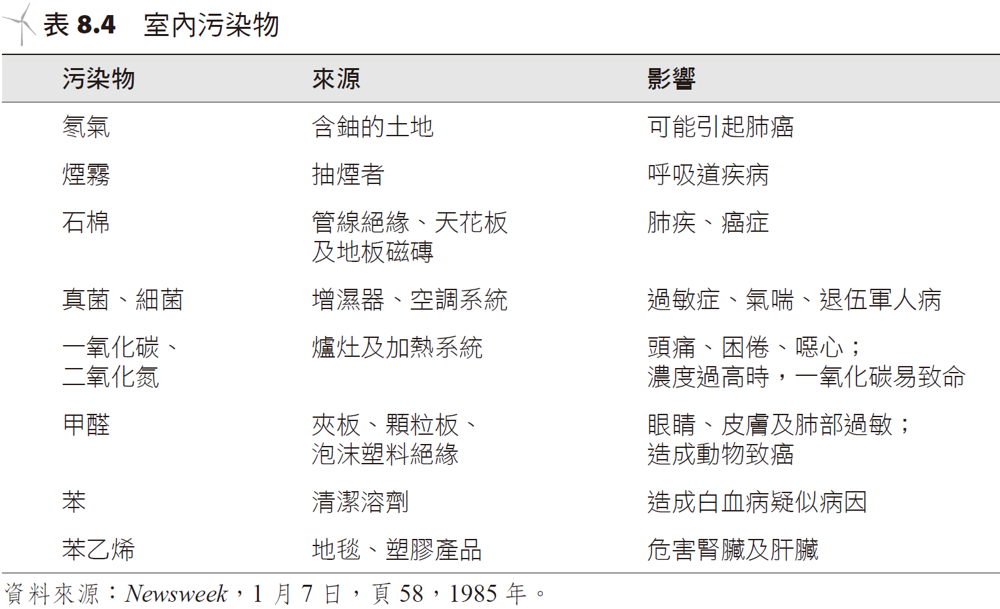 表 8.4 室內污染物
污染物 來源 影響
氡氣 含鈾的土地 可能引起肺癌
煙霧 抽煙者 呼吸道疾病
石棉 管線絕緣、天花板 肺疾、癌症
及地板磁磚
真菌、細菌 增濕器、空調系統 過敏症、氣喘、退伍軍人病
一氧化碳、 爐灶及加熱系統 頭痛、困倦、噁心；
二氧化氮 濃度過高時，一氧化碳易致命
甲醛 夾板、顆粒板、 眼睛、皮膚及肺部過敏；
泡沫塑料絕緣 造成動物致癌
苯 清潔溶劑 造成白血病疑似病因
苯乙烯 地毯、塑膠產品 危害腎臟及肝臟
資料來源：Newsweek，1 月 7 日，頁 58，1985 年。